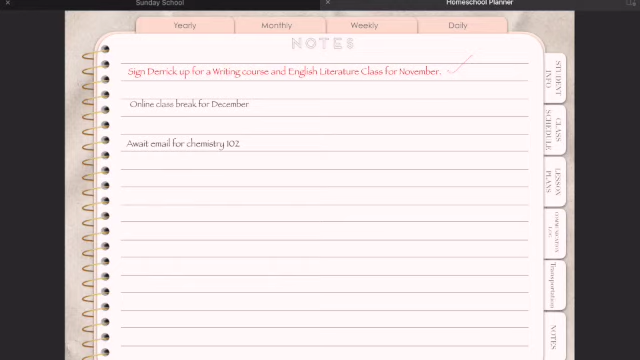 Sunday School
Homeschool Planner
Yearly
Monthly
Weekly
Daily
NOTES
Sign Derrick up for a Writing course and English Literature Class for November.
Online class break for December
Await email for chemistry 102
STUDENT INFO
CLASS SCHEDULE
LESSON PLANS
COMMUNICATION LOG
Transportation
NOTES